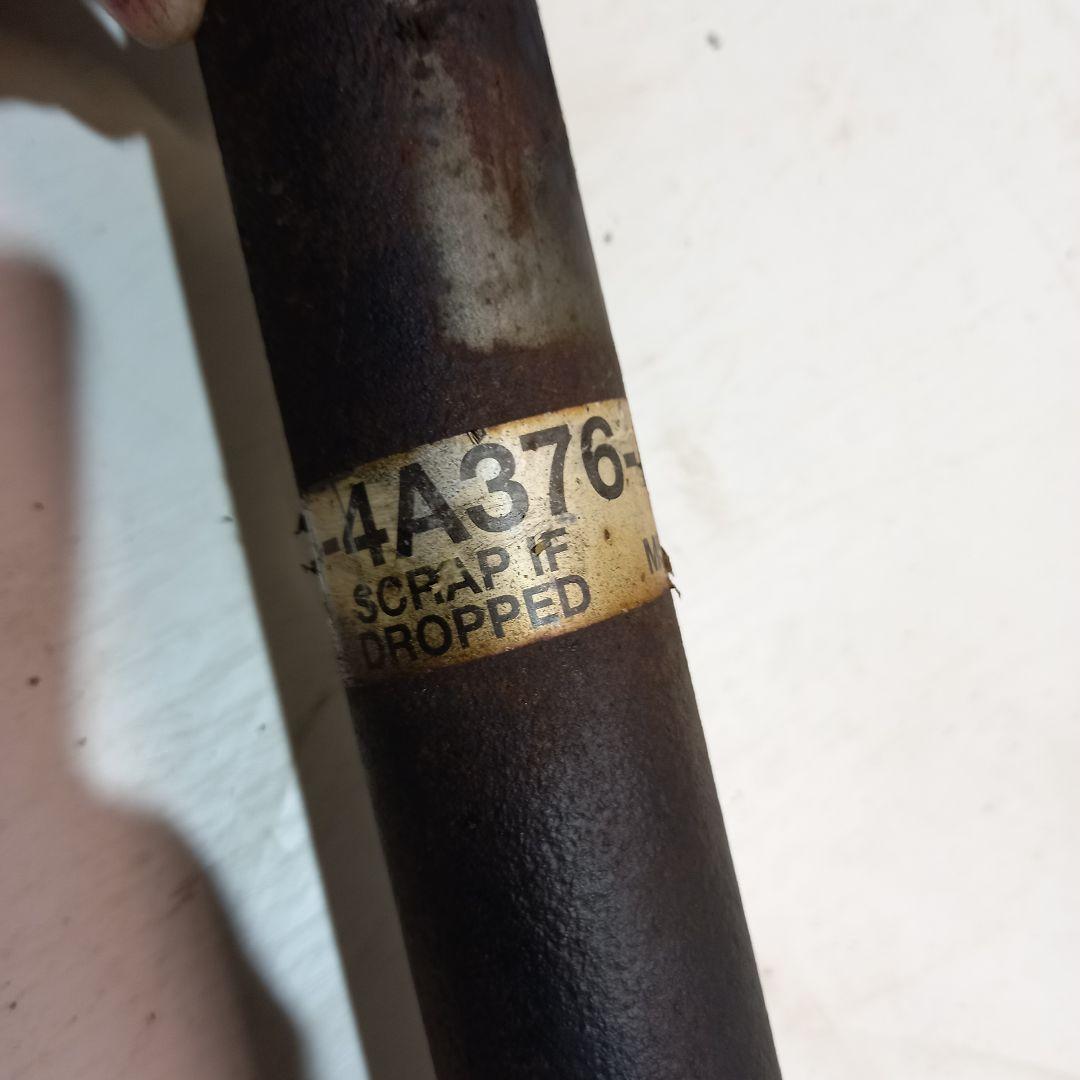 -4A376-
SCRAP IF
DROPPED
M